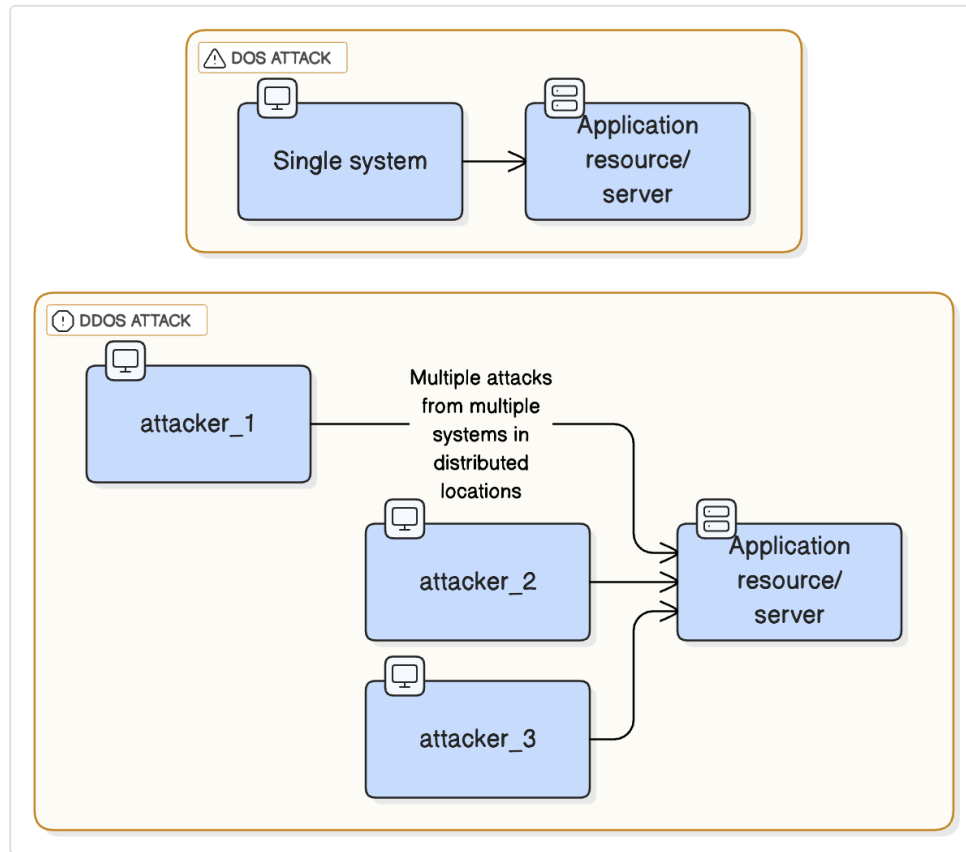 DOS ATTACK
Single system
Application
resource/
server
DDOS ATTACK
attacker_1
Multiple attacks
from multiple
systems in
distributed
locations
attacker_2
Application
resource/
server
attacker_3